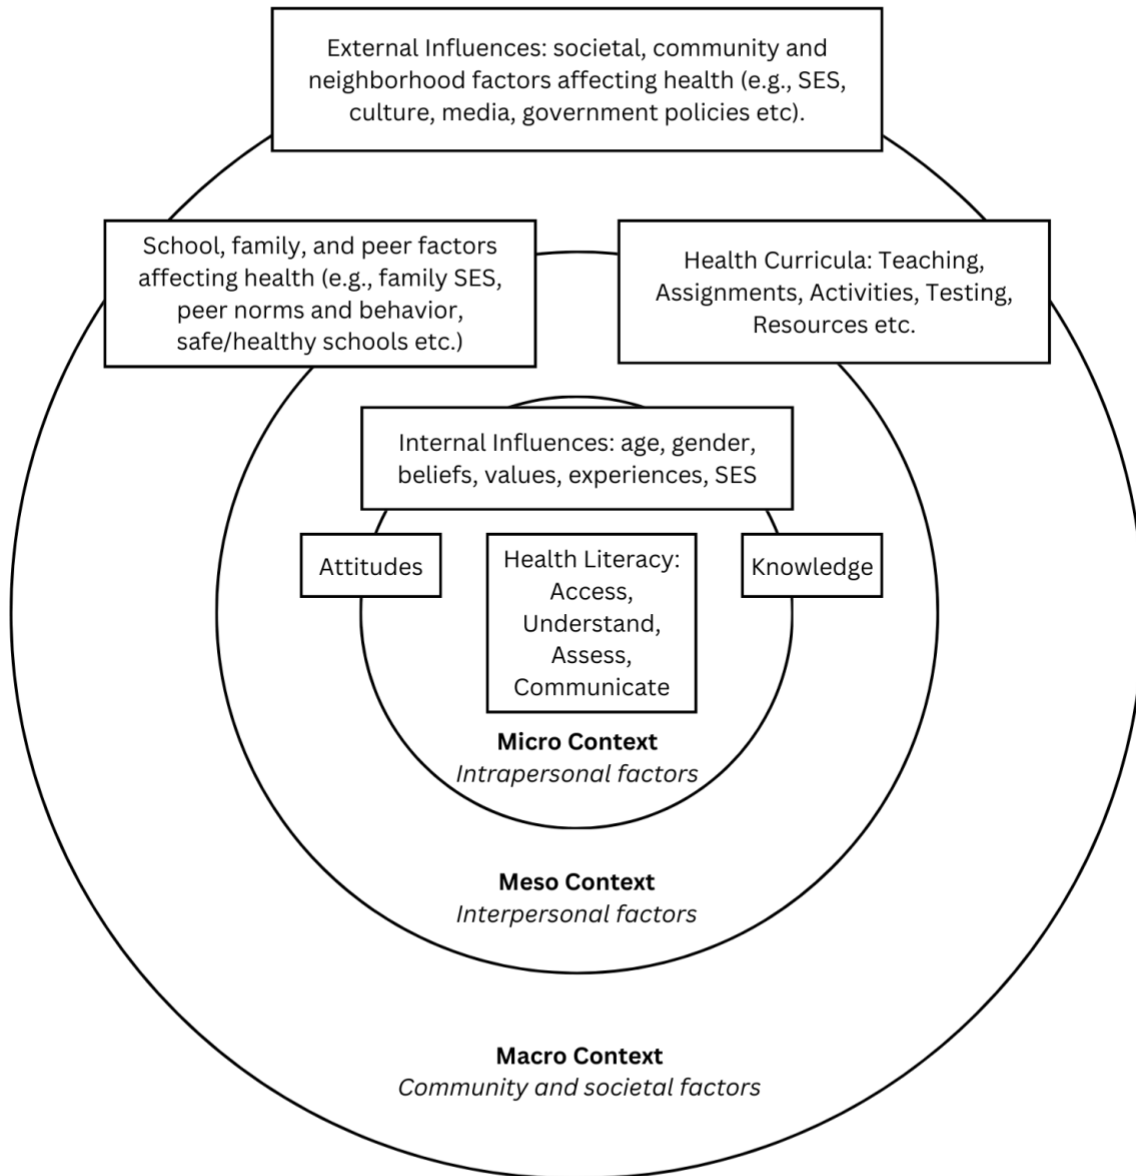 External Influences: societal, community and
neighborhood factors affecting health (e.g., SES,
culture, media, government policies etc).
School, family, and peer factors
affecting health (e.g., family SES,
peer norms and behavior,
safe/healthy schools etc.)
Health Curricula: Teaching,
Assignments, Activities, Testing,
Resources etc.
Internal Influences: age, gender,
beliefs, values, experiences, SES
Attitudes
Health Literacy:
Access,
Understand,
Assess,
Communicate
Knowledge
Micro Context
Intrapersonal factors
Meso Context
Interpersonal factors
Macro Context
Community and societal factors